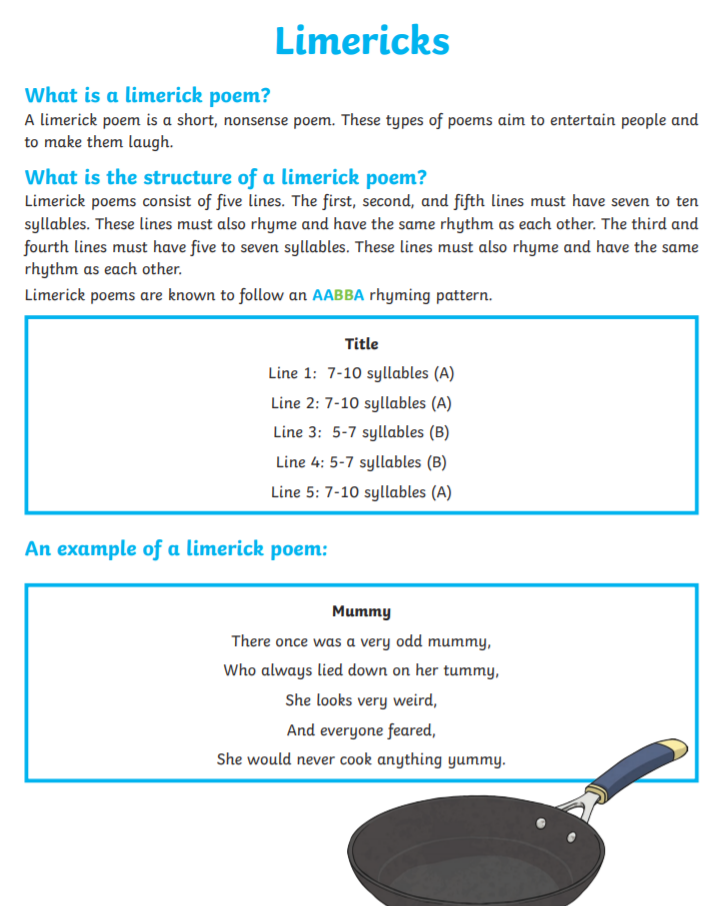 Limericks
What is a limerick poem?
A limerick poem is a short, nonsense poem. These types of poems aim to entertain people and
to make them laugh.
What is the structure of a limerick poem?
Limerick poems consist of five lines. The first, second, and fifth lines must have seven to ten
syllables. These lines must also rhyme and have the same rhythm as each other. The third and
fourth lines must have five to seven syllables. These lines must also rhyme and have the same
rhythm as each other.
Limerick poems are known to follow an AABBA rhyming pattern.
Title
Line 1: 7-10 syllables (A)
Line 2: 7-10 syllables (A)
Line 3: 5-7 syllables (B)
Line 4: 5-7 syllables (B)
Line 5: 7-10 syllables (A)
An example of a limerick poem:
Mummy
There once was a very odd mummy,
Who always lied down on her tummy,
She looks very weird,
And everyone feared,
She would never cook anything yummy.